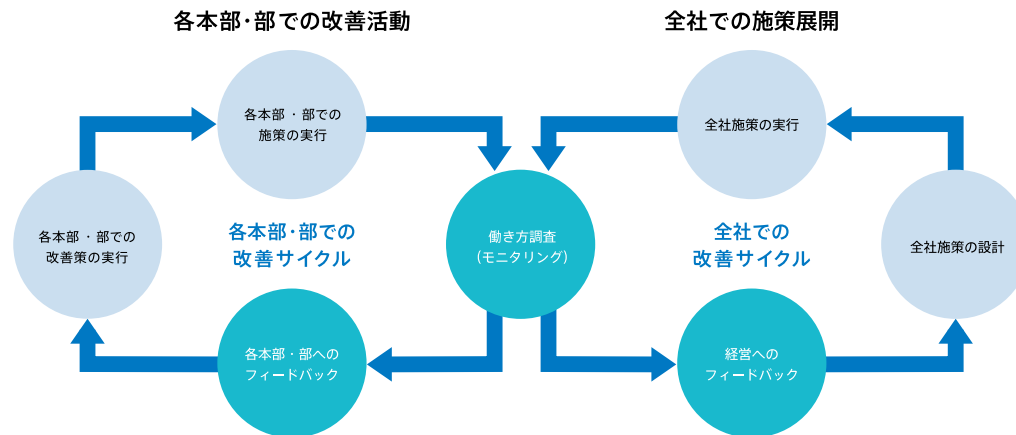 各本部・部での改善活動
全社での施策展開
各本部・部での
施策の実行
全社施策の実行
各本部・部での
改善策の実行
各本部・部での
改善サイクル
働き方調査
(モニタリング)
全社での
改善サイクル
全社施策の設計
各本部・部への
フィードバック
経営への
フィードバック